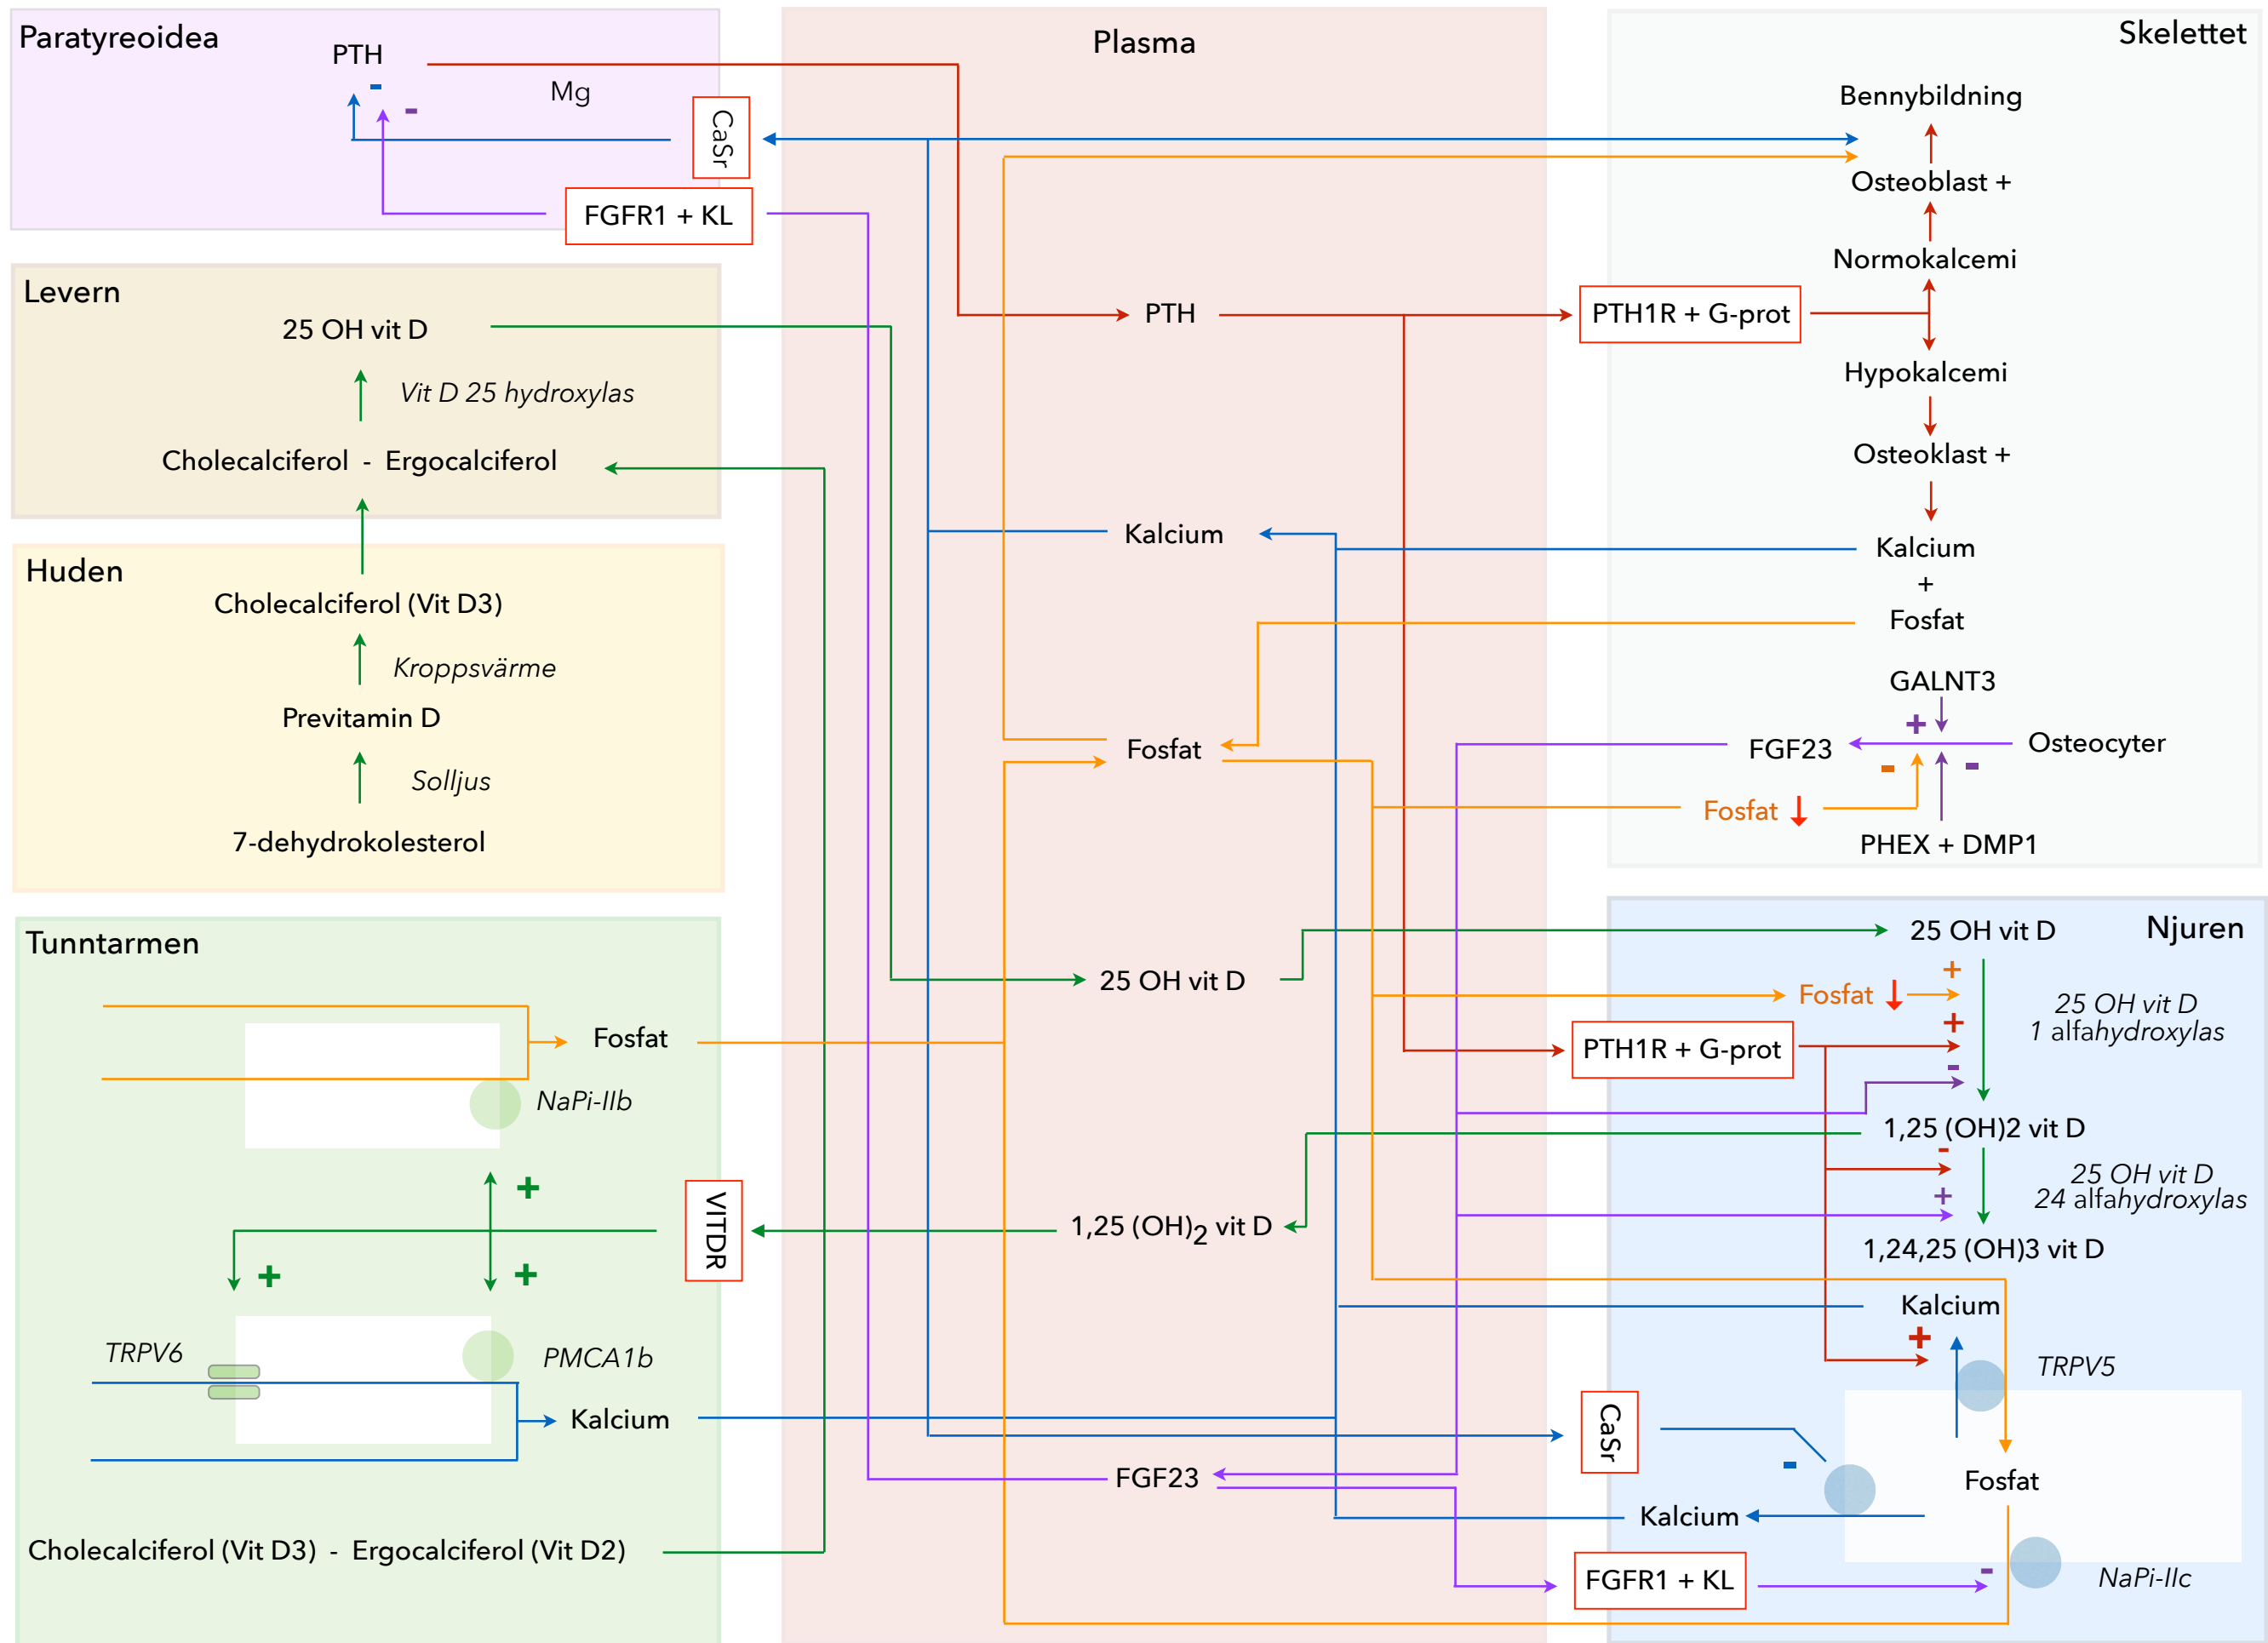 Paratyreoidea
PTH
-
-
Mg
CaSr
FGFR1 + KL
Levern
25 OH vit D
Vit D 25 hydroxylas
Cholecalciferol - Ergocalciferol
Huden
Cholecalciferol (Vit D3)
Kroppsvärme
Previtamin D
Solljus
7-dehydrokolesterol
Tunntarmen
Fosfat
NaPi-IIb
+
VITDR
+
+
TRPV6
PMCA1b
Kalcium
Cholecalciferol (Vit D3) - Ergocalciferol (Vit D2)
Plasma
PTH
Kalcium
Fosfat
25 OH vit D
1,25 (OH)2 vit D
FGF23
Skelettet
Bennybildning
Osteoblast +
Normokalcemi
PTH1R + G-prot
Hypokalcemi
Osteoklast +
Kalcium
+
Fosfat
GALNT3
+
FGF23
Osteocyter
-
-
Fosfat
PHEX + DMP1
Njuren
25 OH vit D
+
Fosfat
25 OH vit D
1 alfahydroxylas
+
PTH1R + G-prot
-
1,25 (OH)2 vit D
-
25 OH vit D
24 alfahydroxylas
+
1,24,25 (OH)3 vit D
Kalcium
+
TRPV5
CaSr
-
Fosfat
Kalcium
FGFR1 + KL
-
NaPi-IIc